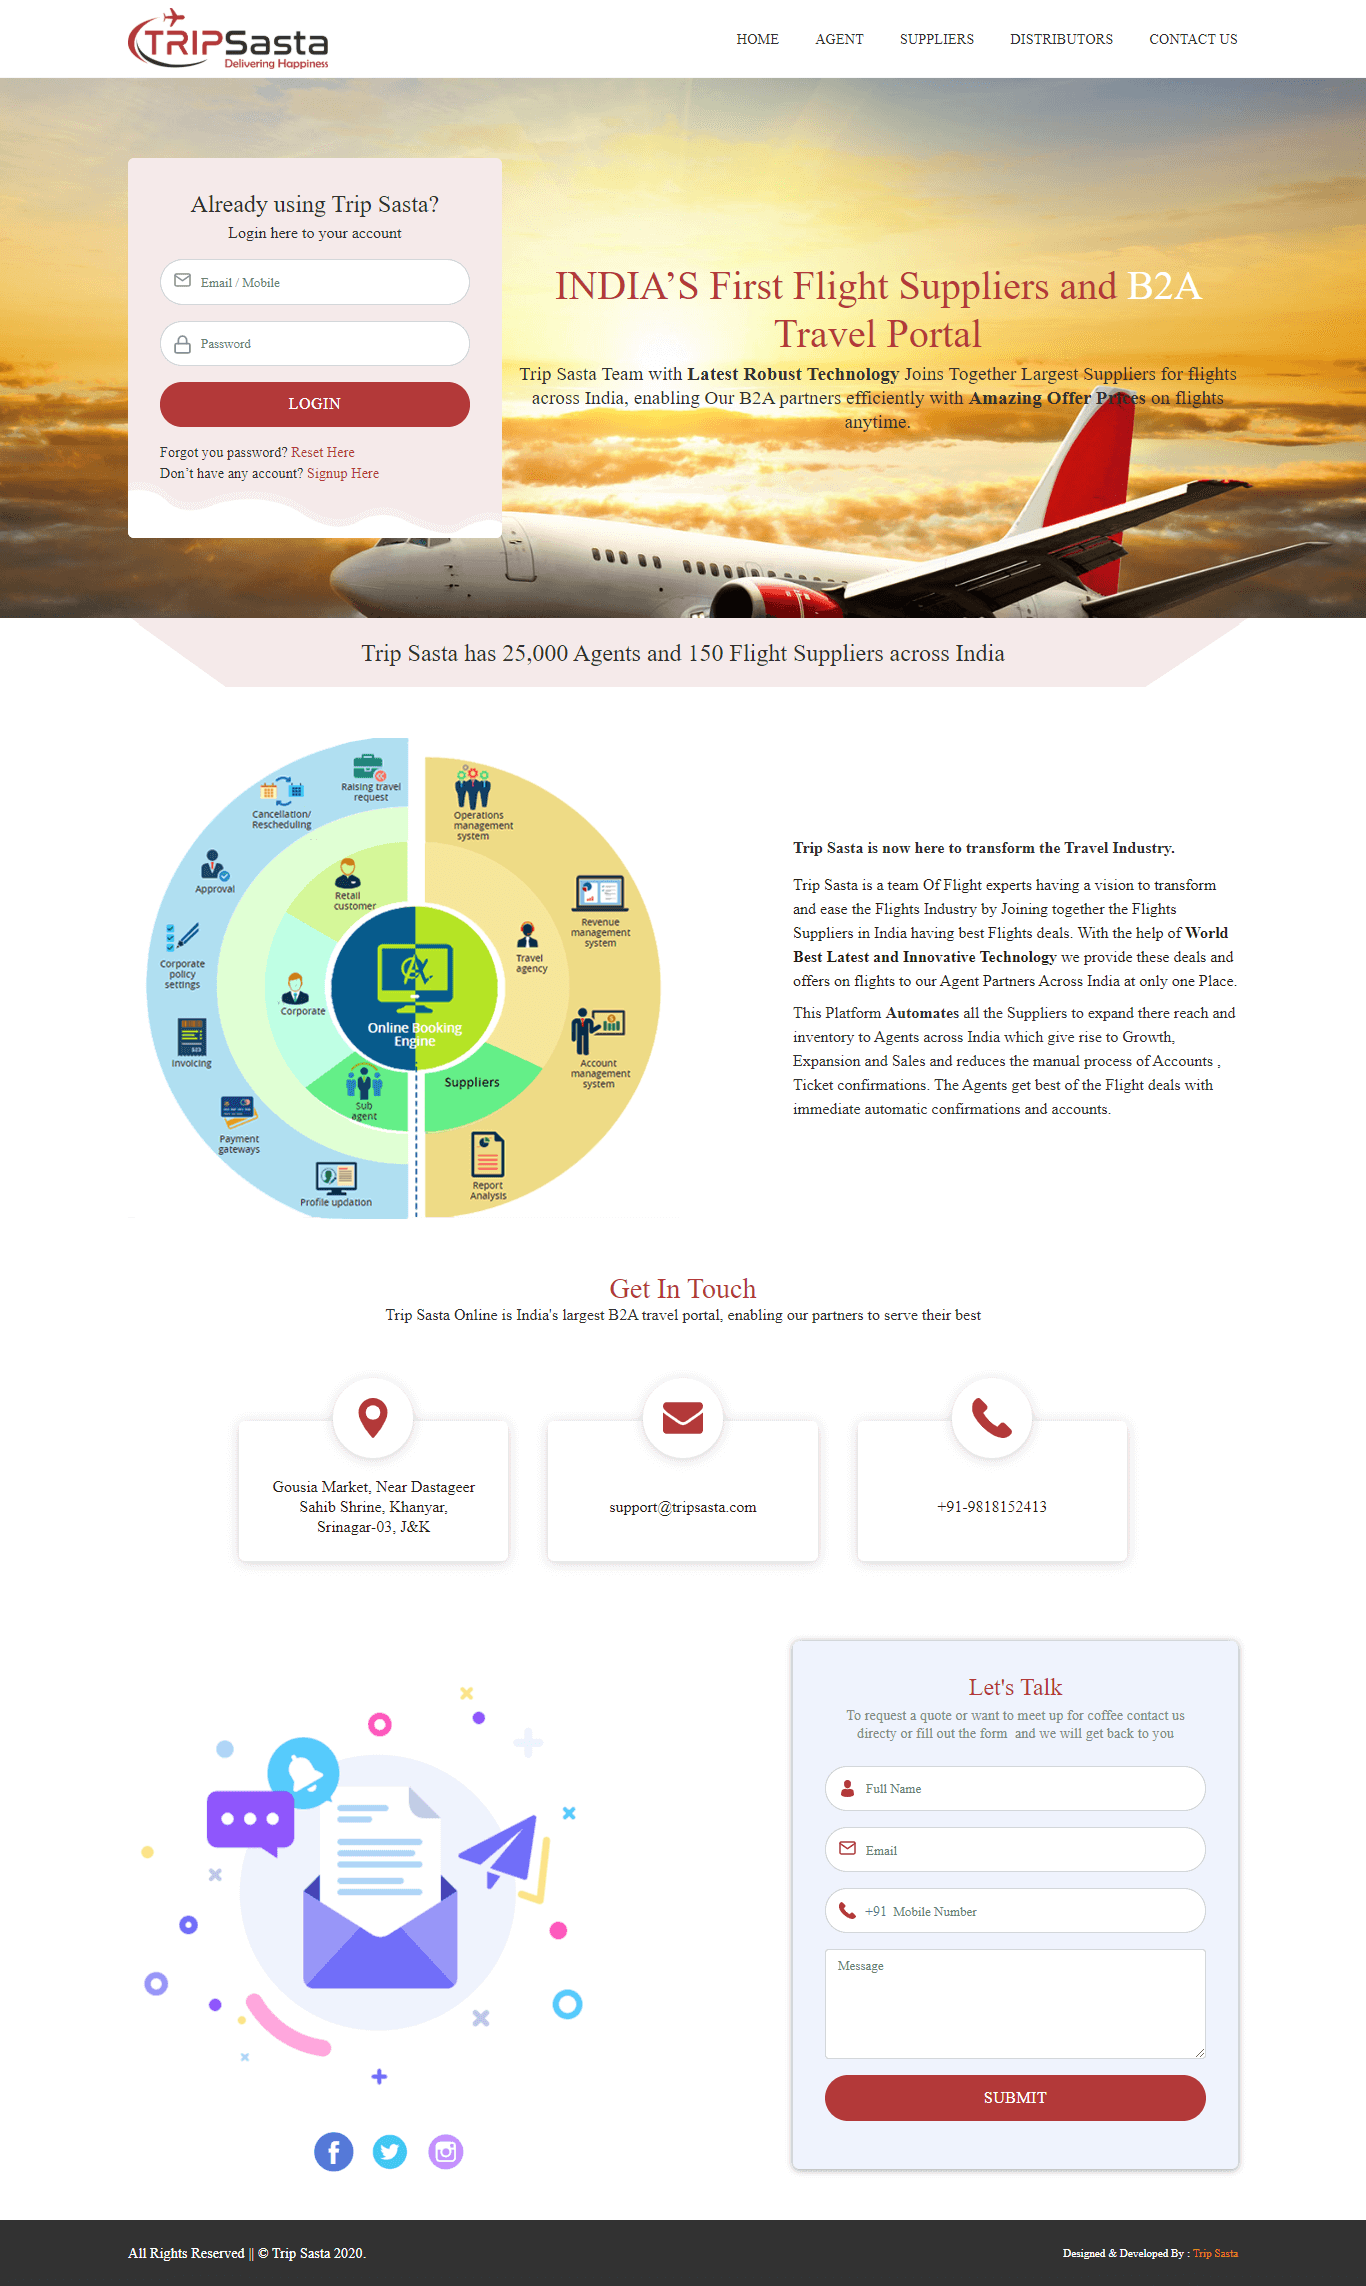 TRIPSasta
Delivering Happiness
HOME
AGENT
SUPPLIERS
DISTRIBUTORS
CONTACT US
Already using Trip Sasta?
Login here to your account
Email / Mobile
Password
LOGIN
Forgot you password? Reset Here
Don’t have any account? Signup Here
INDIA’S First Flight Suppliers and B2A
Travel Portal
Trip Sasta Team with Latest Robust Technology Joins Together Largest Suppliers for flights
across India, enabling Our B2A partners efficiently with Amazing Offer Prices on flights
anytime.
Trip Sasta has 25,000 Agents and 150 Flight Suppliers across India
Raising travel
request
Cancellation/
Rescheduling
Approval
Corporate
policy
settings
Invoicing
Payment
gateways
Profile updation
Retail
customer
Corporate
Sub
agent
Online Booking
Engine
Suppliers
Travel
agency
Operations
management
system
Revenue
management
system
Account
management
system
Report
Analysis
Trip Sasta is now here to transform the Travel Industry.
Trip Sasta is a team Of Flight experts having a vision to transform
and ease the Flights Industry by Joining together the Flights
Suppliers in India having best Flights deals. With the help of World
Best Latest and Innovative Technology we provide these deals and
offers on flights to our Agent Partners Across India at only one Place.
This Platform Automates all the Suppliers to expand there reach and
inventory to Agents across India which give rise to Growth,
Expansion and Sales and reduces the manual process of Accounts ,
Ticket confirmations. The Agents get best of the Flight deals with
immediate automatic confirmations and accounts.
Get In Touch
Trip Sasta Online is India's largest B2A travel portal, enabling our partners to serve their best
Gousia Market, Near Dastageer
Sahib Shrine, Khanyar,
Srinagar-03, J&K
support@tripsasta.com
+91-9818152413
Let's Talk
To request a quote or want to meet up for coffee contact us
directy or fill out the form  and we will get back to you
Full Name
Email
+91  Mobile Number
Message
SUBMIT
All Rights Reserved || © Trip Sasta 2020.
Designed & Developed By : Trip Sasta